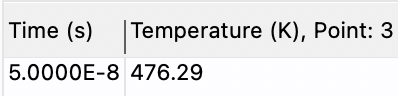 Time (s) Temperature (K), Point: 3
5.0000E-8 476.29